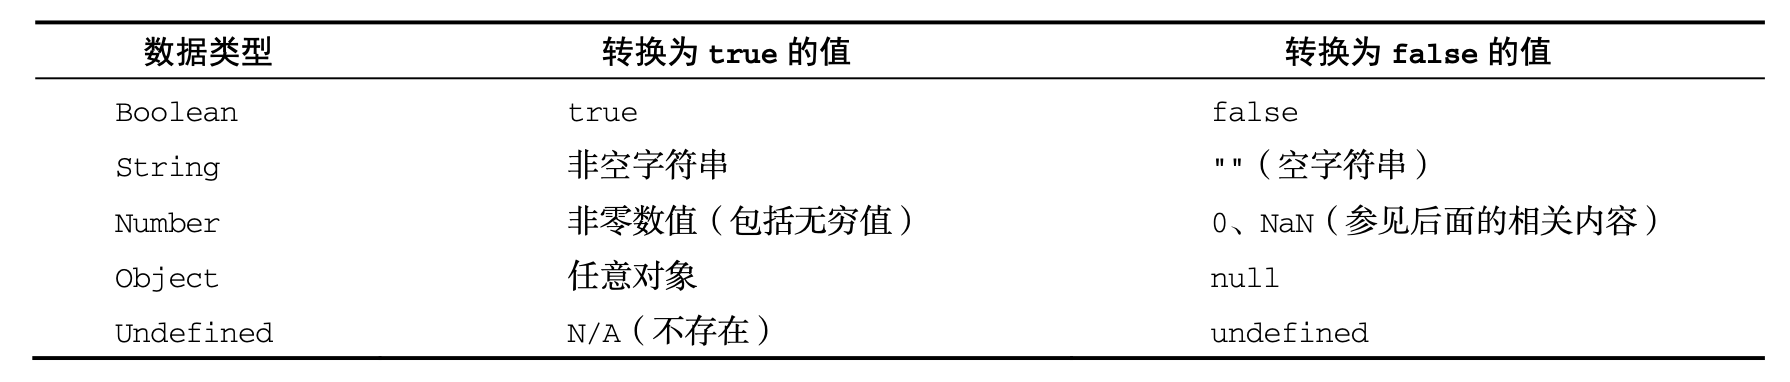 数据类型 转换为 true 的值 转换为 false 的值
Boolean true false
String 非空字符串 ""（空字符串）
Number 非零数值（包括无穷值） 0、NaN（参见后面的相关内容）
Object 任意对象 null
Undefined N/A（不存在） undefined